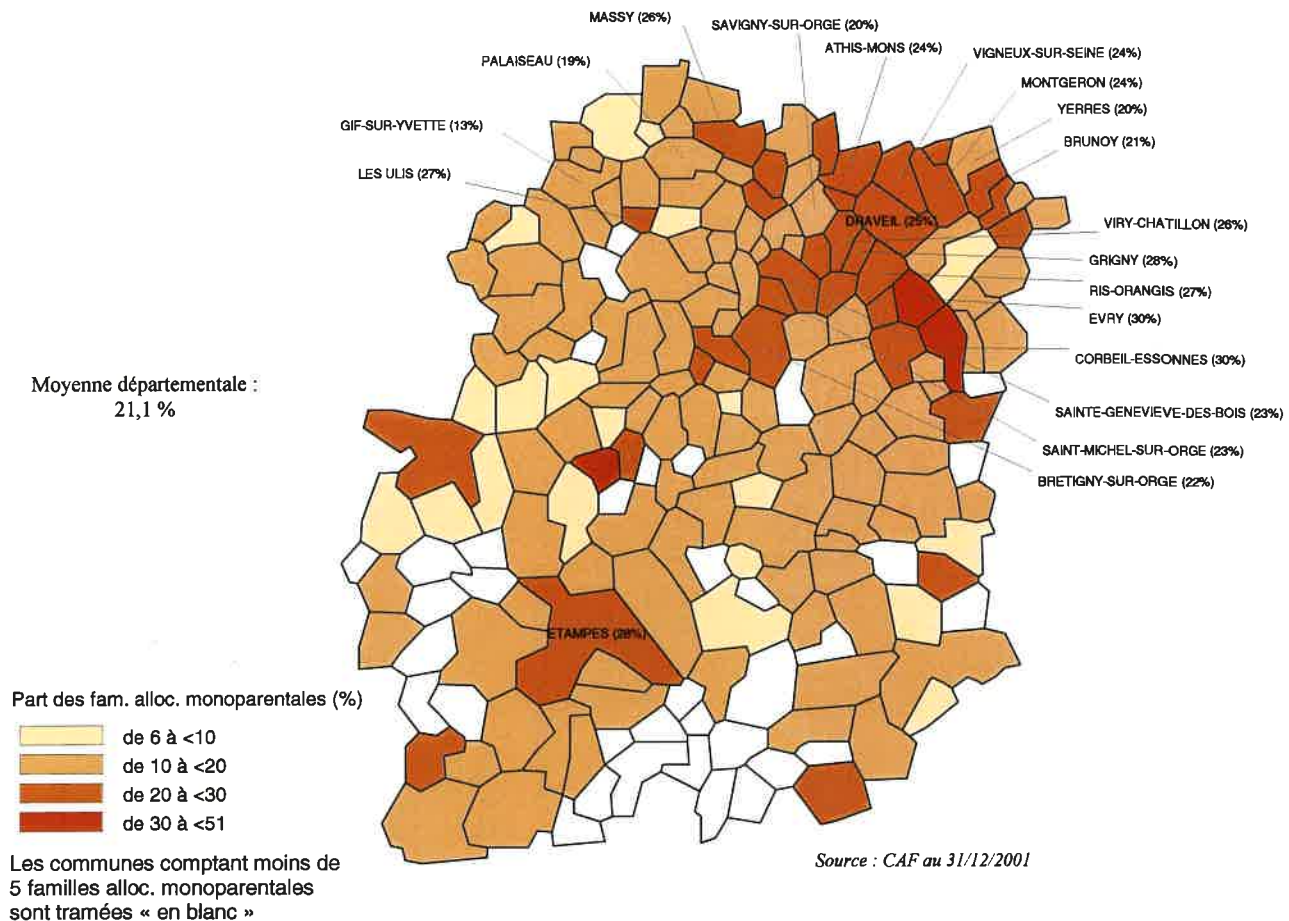 MASSY (26%)
SAVIGNY-SUR-ORGE (20%)
ATHIS-MONS (24%)
VIGNEUX-SUR-SEINE (24%)
PALAISEAU (19%)
MONTGERON (24%)
YERRES (20%)
GIF-SUR-YVETTE (13%)
BRUNOY (21%)
LES ULIS (27%)
DRAVEIL (25%)
VIRY-CHATILLON (26%)
GRIGNY (28%)
RIS-ORANGIS (27%)
EVRY (30%)
CORBEIL-ESSONNES (30%)
Moyenne départementale :
21,1 %
SAINTE-GENEVIEVE-DES-BOIS (23%)
SAINT-MICHEL-SUR-ORGE (23%)
BRETIGNY-SUR-ORGE (22%)
ETAMPES (28%)
Part des fam. alloc. monoparentales (%)
de 6 à <10
de 10 à <20
de 20 à <30
de 30 à <51
Les communes comptant moins de
5 familles alloc. monoparentales
sont tramées « en blanc »
Source : CAF au 31/12/2001